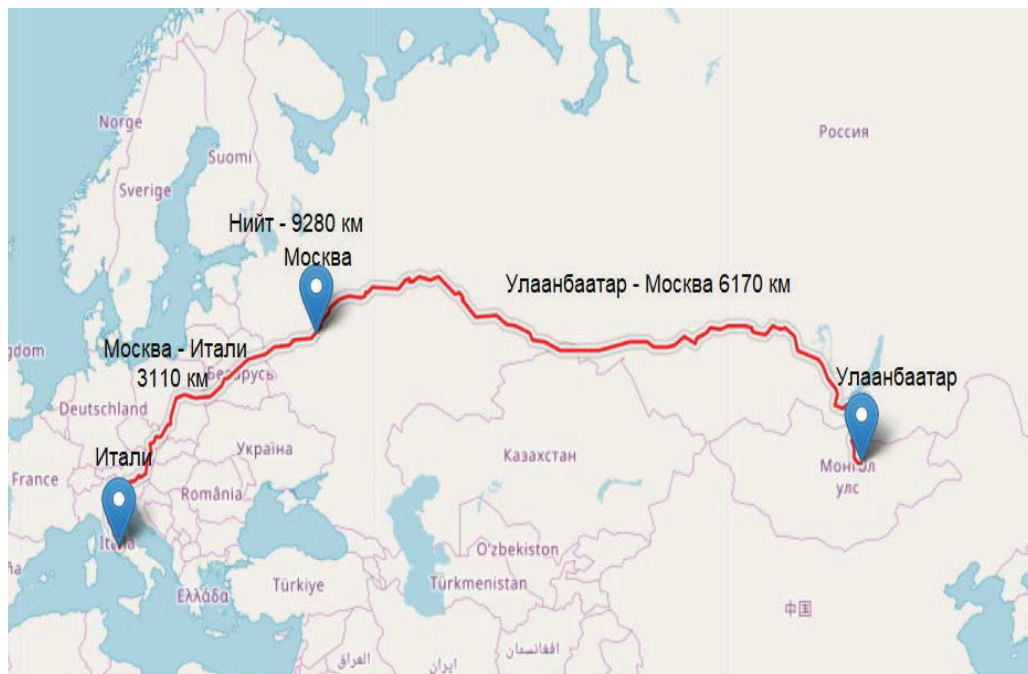 Norge
Suomi
Россия
Sverige
Нийт - 9280 км
Москва
Улаанбаатар - Москва 6170 км
Москва - Итали
3110 км
Беларусь
Улаанбаатар
Deutschland
Итали
Україна
Казахстан
France
România
Монгол
улс
Italia
O'zbekiston
Ελλάδα
Türkiye
Türkmenistan
中国
افغانستان
العراق
ایران